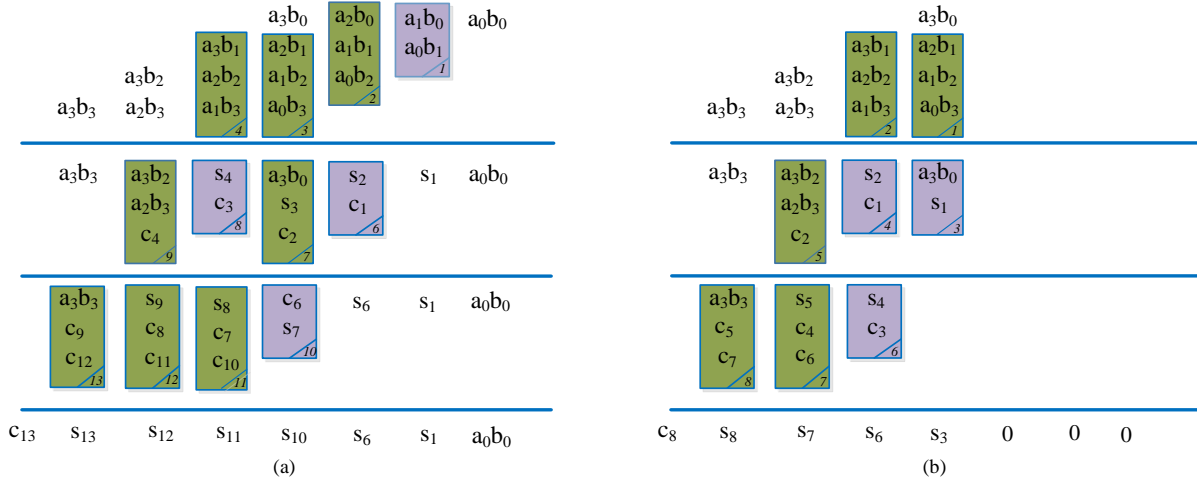 a3b0 a2b0 a1b0 a0b0
a3b1 a2b1 a1b1 a0b1
a3b2 a2b2 a1b2 a0b2 1
a3b3 a2b3 a1b3 a0b3 2
4 3
a3b3 a3b2 s4 a3b0 s2 s1 a0b0
a2b3 c3 s3 c1
c4 8 c2 6
9 7
a3b3 s9 s8 c6 s6 s1 a0b0
c9 c8 c7 s7
c12 c11 c10 10
13 12 11
c13 s13 s12 s11 s10 s6 s1 a0b0
(a)
a3b0
a3b1 a2b1
a3b2 a2b2 a1b2
a3b3 a2b3 a1b3 a0b3
2 1
a3b3 a3b2 s2 a3b0
a2b3 c1 s1
c2 4 3
5
a3b3 s5 s4
c5 c4 c3
c7 c6 6
8 7
c8 s8 s7 s6 s3 0 0 0
(b)